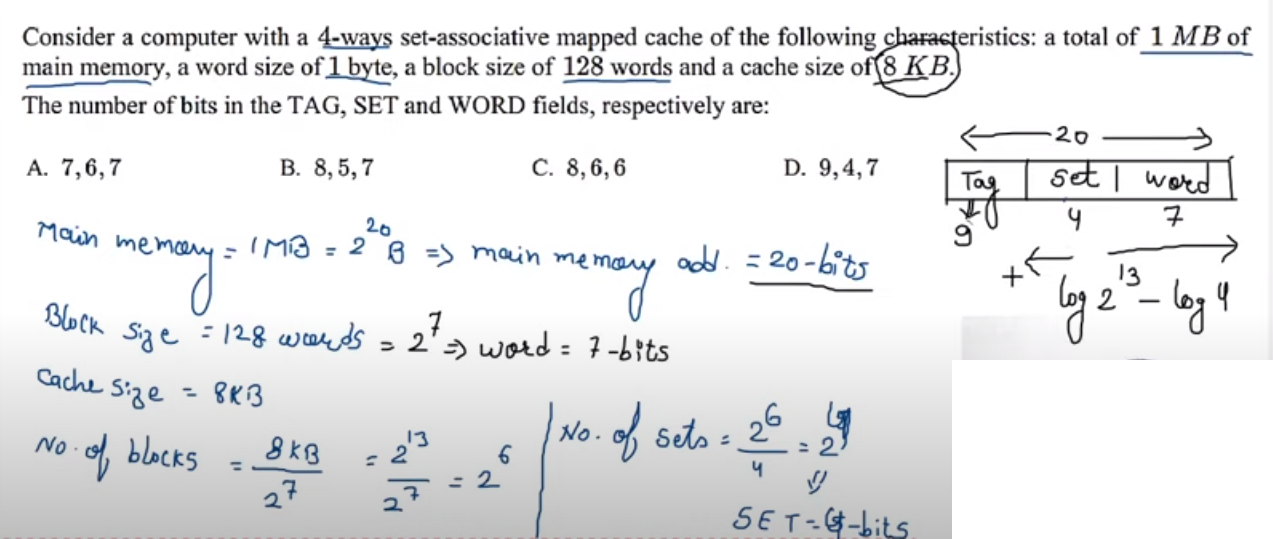 Consider a computer with a 4-ways set-associative mapped cache of the following characteristics: a total of 1 MB of
main memory, a word size of 1 byte, a block size of 128 words and a cache size of 8 KB.
The number of bits in the TAG, SET and WORD fields, respectively are:
A. 7,6,7 B. 8,5,7 C. 8,6,6 D. 9,4,7
20
Tag | set | word
9 4 7
+ log 2^13 - log 4
Main memory = 1MB = 2^20 B => main memory add. = 20-bits
Block size = 128 words = 2^7 => word = 7-bits
Cache size = 8KB
No. of blocks = 8KB / 2^7 = 2^13 / 2^7 = 2^6
No. of sets = 2^6 / 4 = 2
SET = -bits